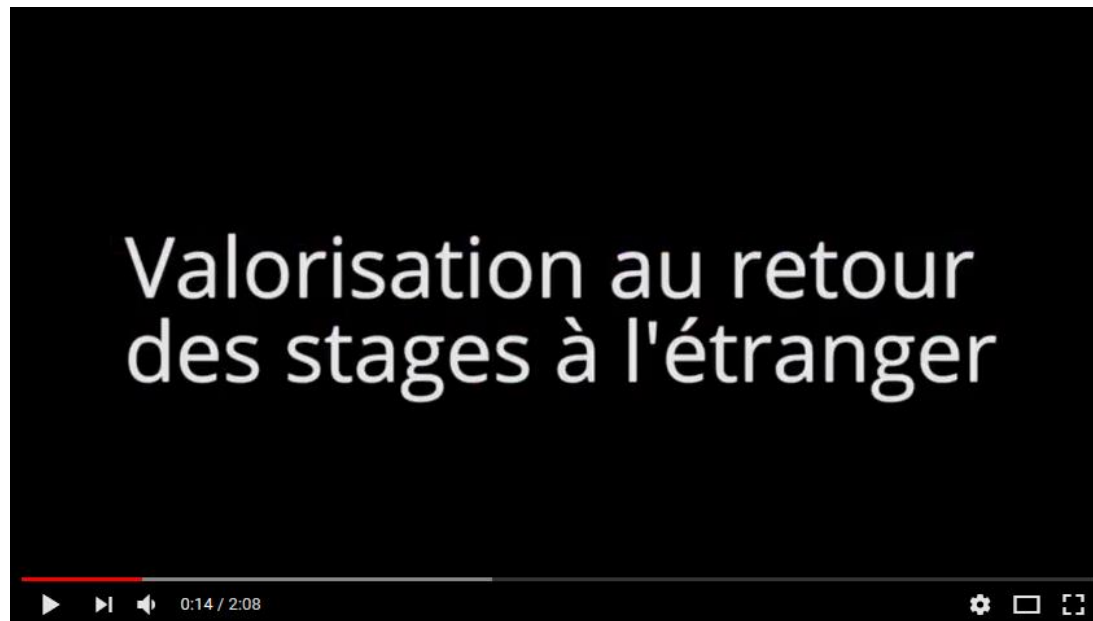 Valorisation au retour
des stages à l'étranger
0:14 / 2:08